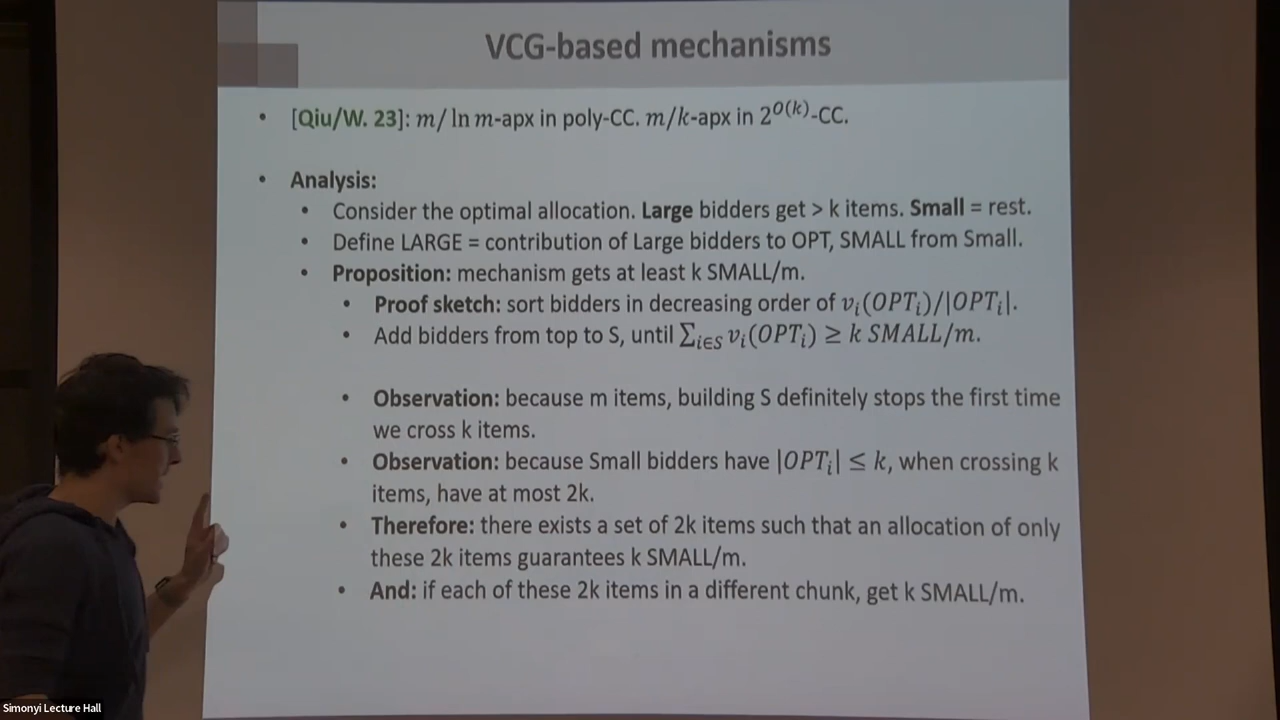 VCG-based mechanisms
• [Qiu/W. 23]: m/ ln m-apx in poly-CC. m/k-apx in 2^{O(k)}-CC.
• Analysis:
• Consider the optimal allocation. Large bidders get > k items. Small = rest.
• Define LARGE = contribution of Large bidders to OPT, SMALL from Small.
• Proposition: mechanism gets at least k SMALL/m.
• Proof sketch: sort bidders in decreasing order of v_i(OPT_i)/|OPT_i|.
• Add bidders from top to S, until ∑_{i∈S} v_i(OPT_i) ≥ k SMALL/m.
• Observation: because m items, building S definitely stops the first time
we cross k items.
• Observation: because Small bidders have |OPT_i| ≤ k, when crossing k
items, have at most 2k.
• Therefore: there exists a set of 2k items such that an allocation of only
these 2k items guarantees k SMALL/m.
• And: if each of these 2k items in a different chunk, get k SMALL/m.
Simonyi Lecture Hall